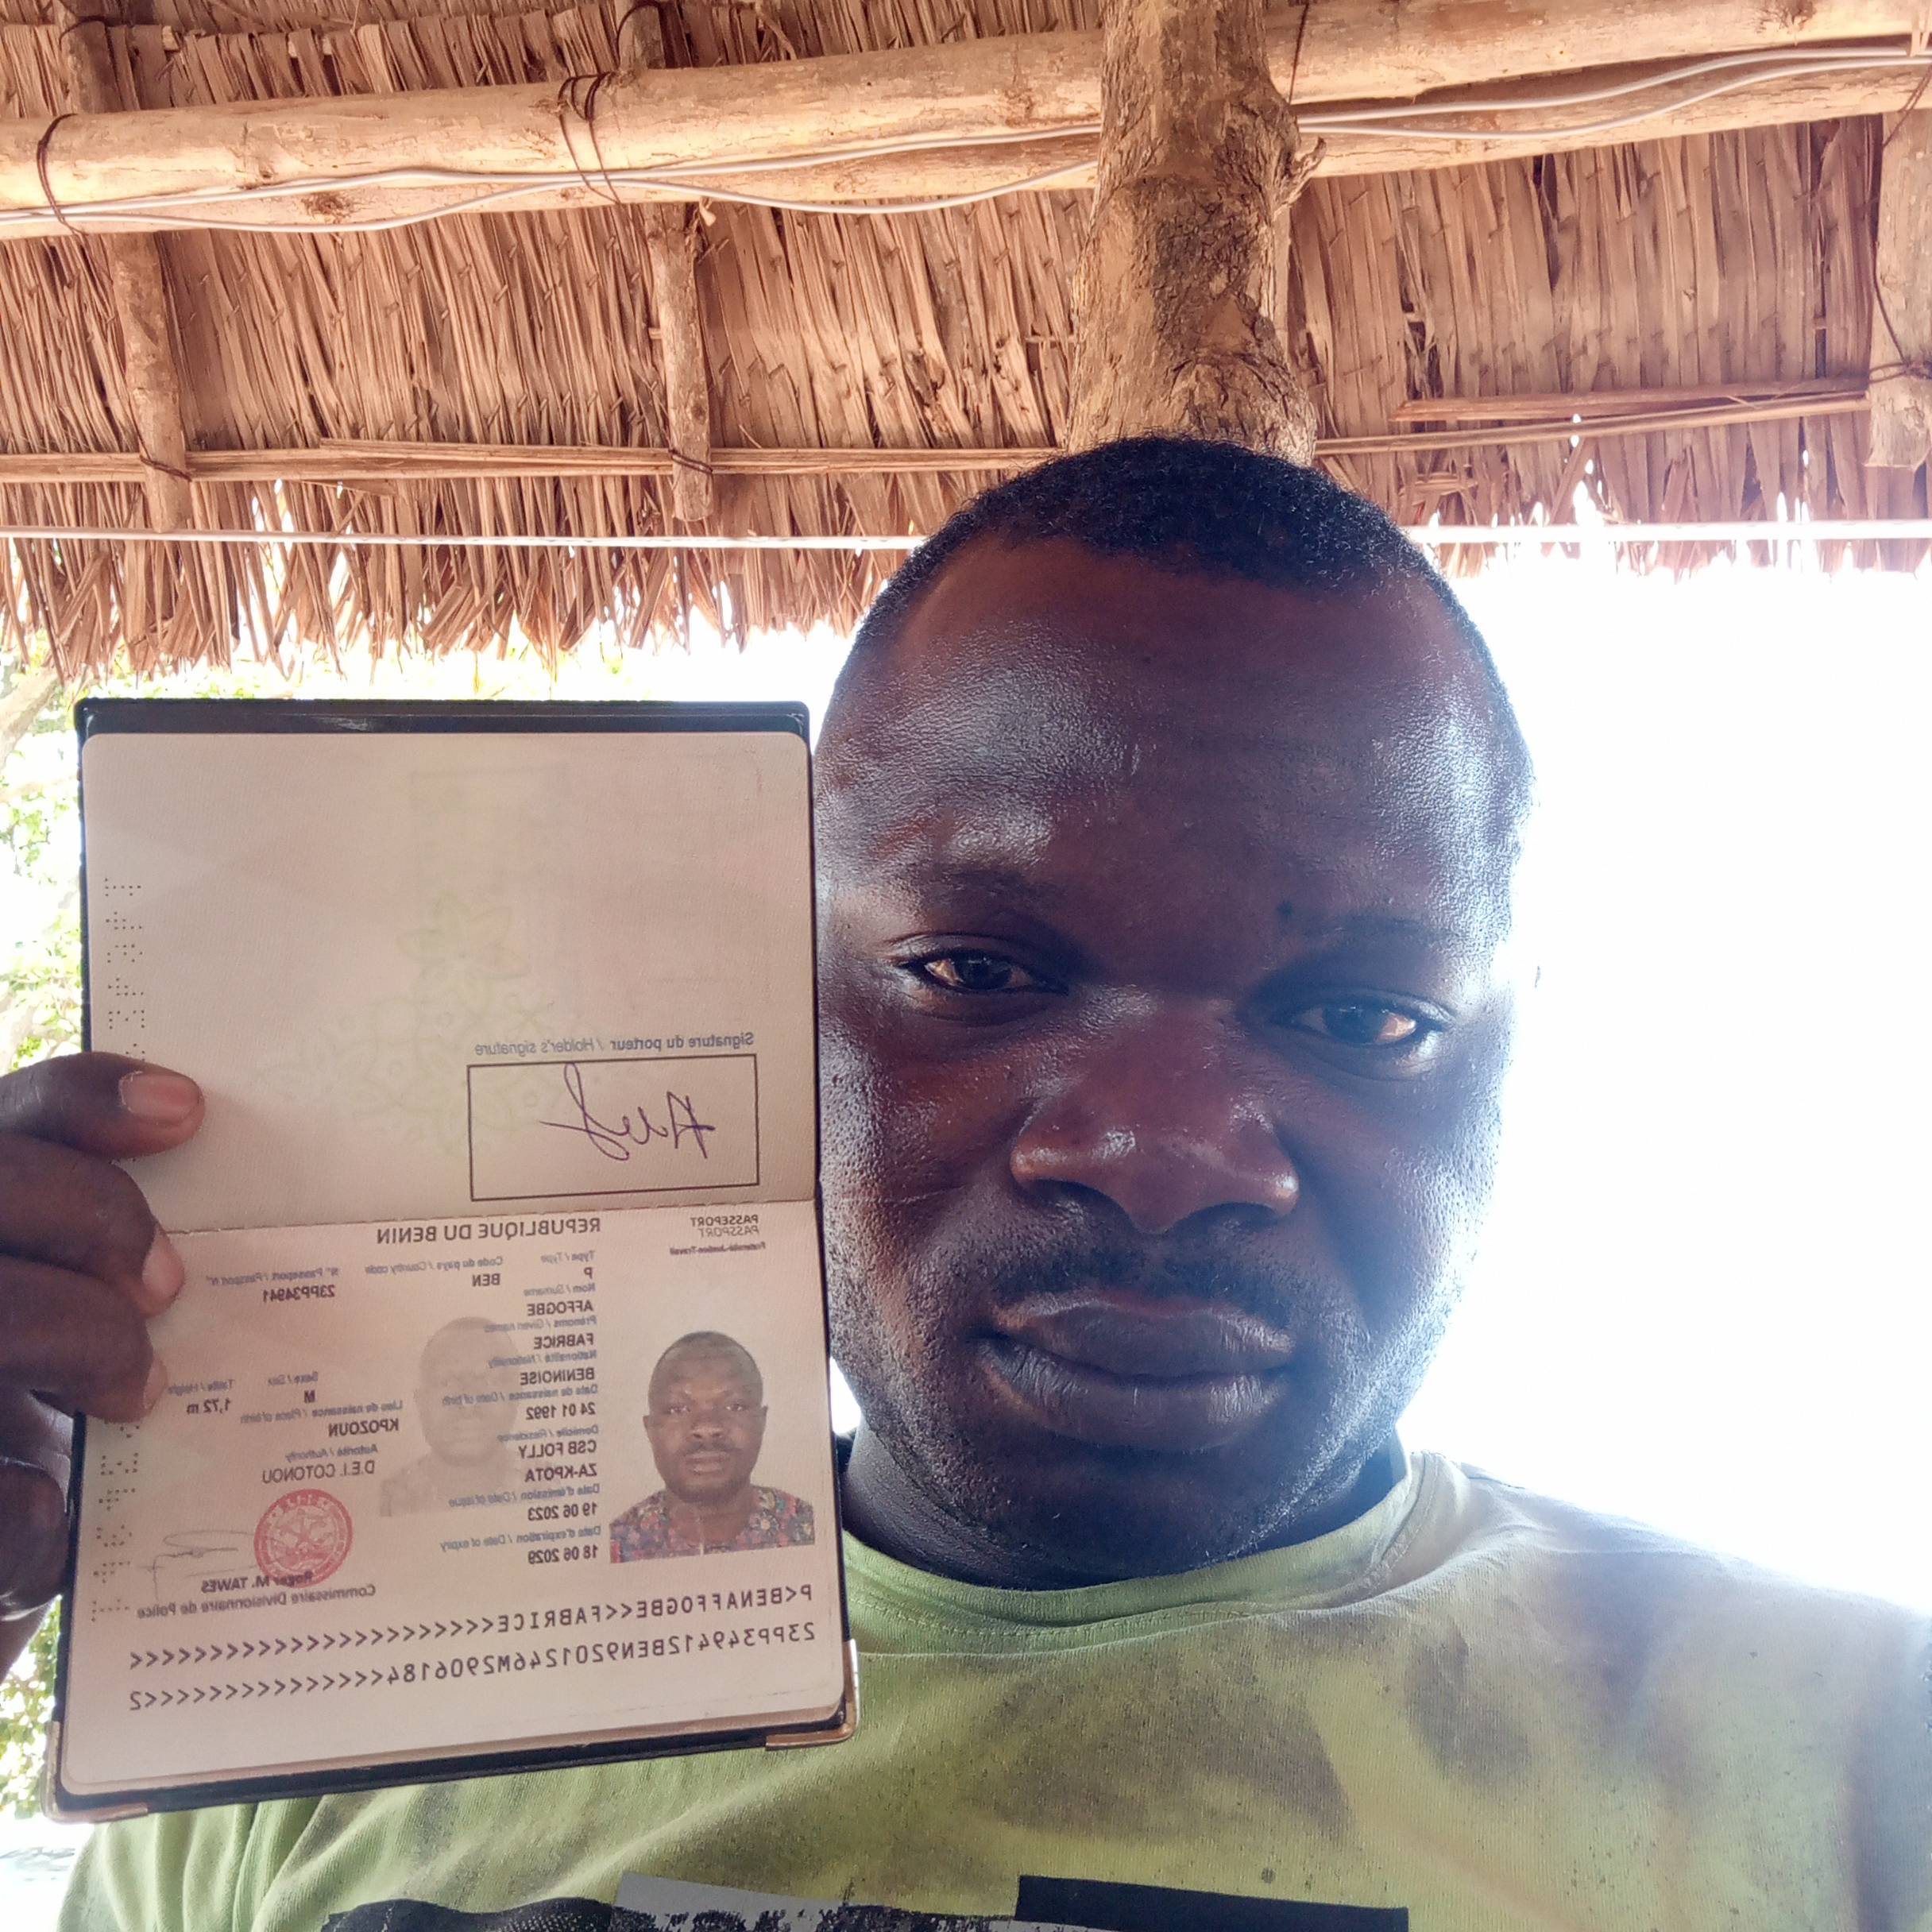 Signature du porteur / Holder's signature
PASSEPORT
PASSPORT
Fraternité-Justice-Travail
REPUBLIQUE DU BENIN
Type / Type Code du pays / Country code N° Passeport / Passport N°
P BEN 23PP34941
Nom / Surname
AFFOGBE
Prénoms / Given names
FABRICE
Nationalité / Nationality
BENINOISE
Sexe / Sex Taille / Height
M 1,72 m
Date de naissance / Date of birth Lieu de naissance / Place of birth
24 01 1992 KPOZOUN
Domicile / Residence Autorité / Authority
CSB FOLLY D.E.I. COTONOU
ZA-KPOTA
Date d'émission / Date of issue
19 06 2023
Date d'expiration / Date of expiry
18 06 2029
Roger M. TAWES
Commissaire Divisionnaire de Police
P<BENAFFOGBE<<FABRICE<<<<<<<<<<<<<<<<<<<<<<<
23PP349412BEN9201246M2906184<<<<<<<<<<<<<<<2